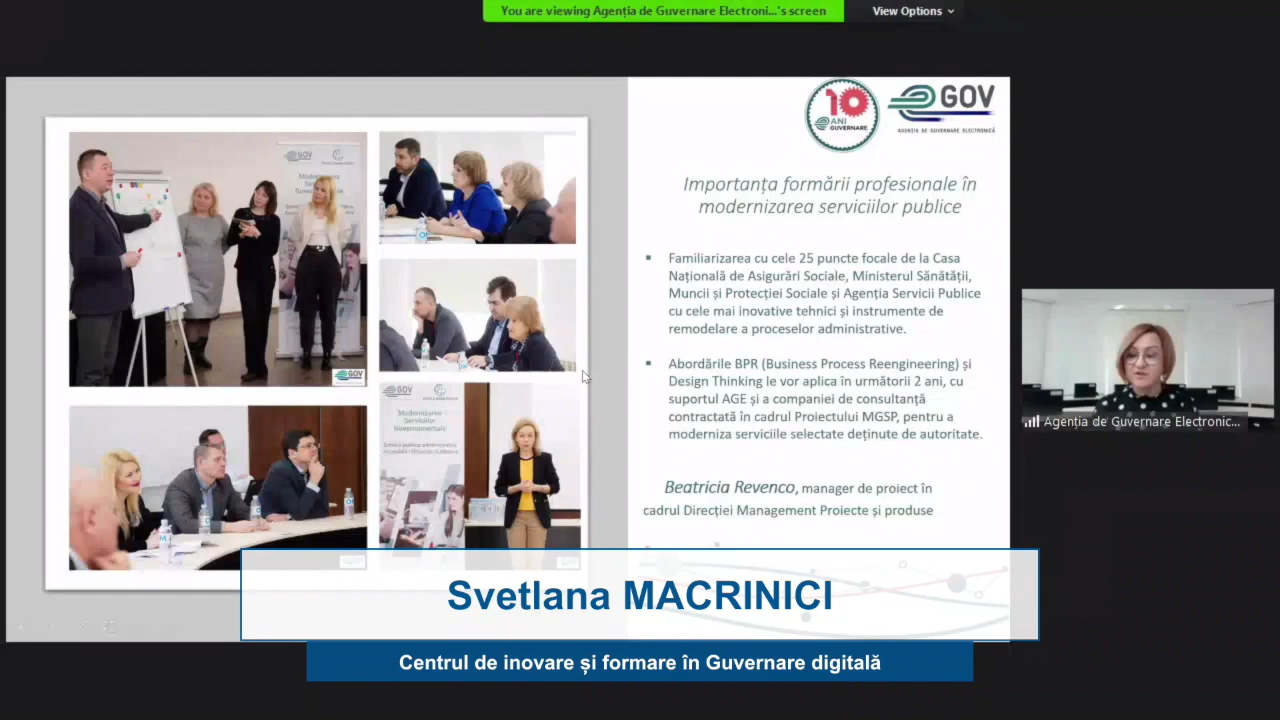 You are viewing Agenția de Guvernare Electroni...'s screen
View Options
10
ANI
GUVERNARE
eGOV
AGENȚIA DE GUVERNARE ELECTRONICĂ
Importanța formării profesionale în
modernizarea serviciilor publice
▪ Familiarizarea cu cele 25 puncte focale de la Casa
Națională de Asigurări Sociale, Ministerul Sănătății,
Muncii și Protecției Sociale și Agenția Servicii Publice
cu cele mai inovative tehnici și instrumente de
remodelare a proceselor administrative.
▪ Abordările BPR (Business Process Reengineering) și
Design Thinking le vor aplica în următorii 2 ani, cu
suportul AGE și a companiei de consultanță
contractată în cadrul Proiectului MGSP, pentru a
moderniza serviciile selectate deținute de autoritate.
Beatricia Revenco, manager de proiect în
cadrul Direcției Management Proiecte și produse
GOV
GOV
GOV
Modernizarea
Serviciilor
Guvernamentale
Agenția de Guvernare Electronic...
Svetlana MACRINICI
Centrul de inovare și formare în Guvernare digitală